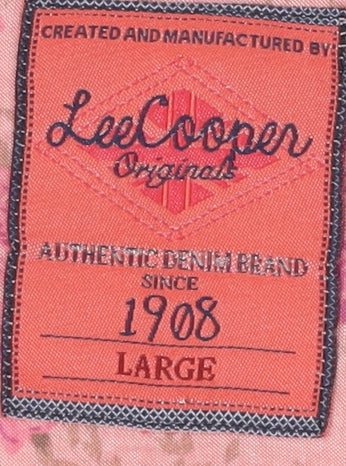 CREATED AND MANUFACTURED BY
LeeCooper
Originals
AUTHENTIC DENIM BRAND
SINCE
1908
LARGE